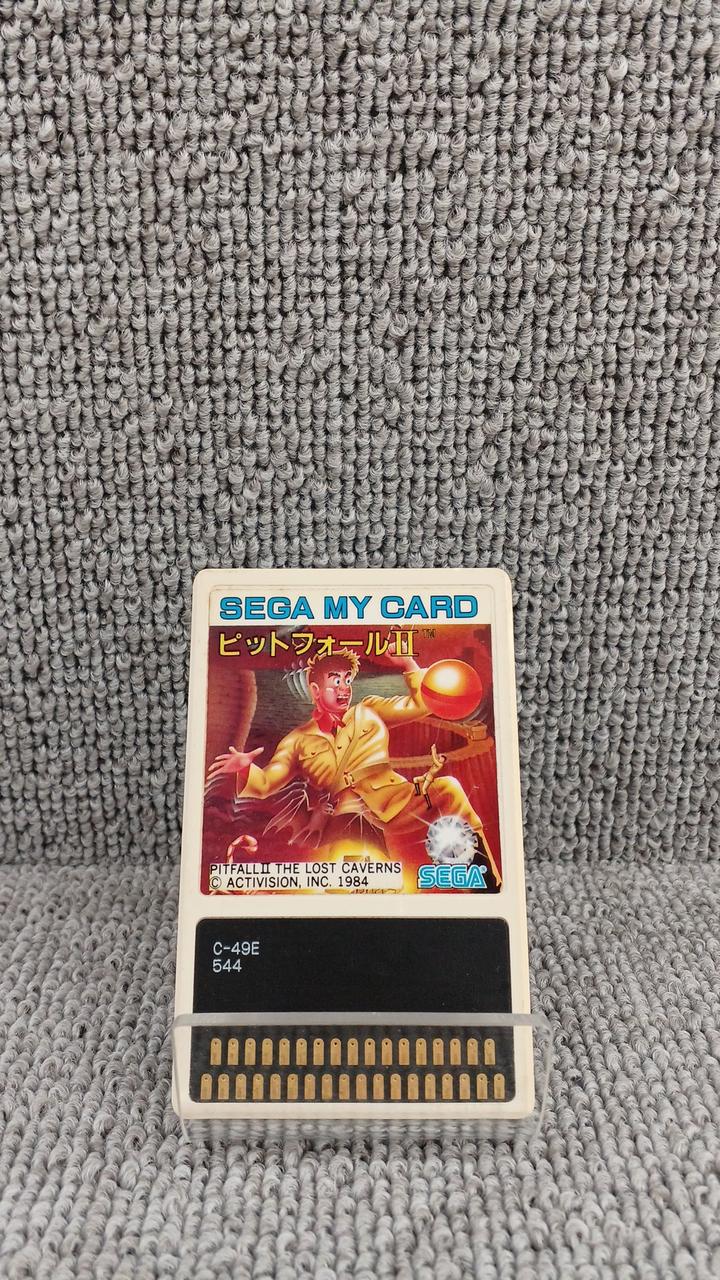 SEGA MY CARD
ピットフォールII™
PITFALL II THE LOST CAVERNS
© ACTIVISION, INC. 1984
SEGA®
C-49E
544